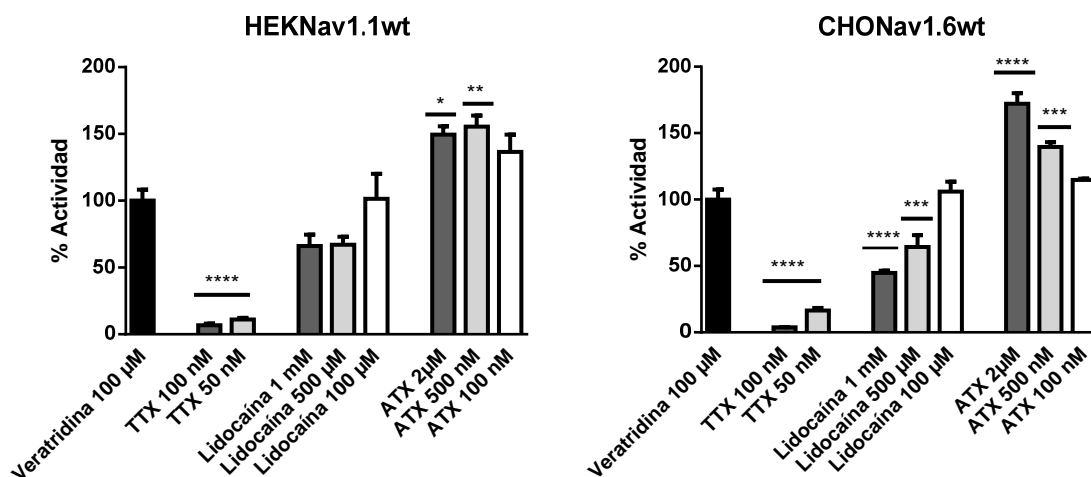 HEKNav1.1wt
% Actividad
200
150
100
50
0
****
*
**
Veratridina 100 µM
TTX 100 nM
TTX 50 nM
Lidocaína 1 mM
Lidocaína 500 µM
Lidocaína 100 µM
ATX 2µM
ATX 500 nM
ATX 100 nM
CHONav1.6wt
% Actividad
200
150
100
50
0
****
****
***
****
***
Veratridina 100 µM
TTX 100 nM
TTX 50 nM
Lidocaína 1 mM
Lidocaína 500 µM
Lidocaína 100 µM
ATX 2µM
ATX 500 nM
ATX 100 nM